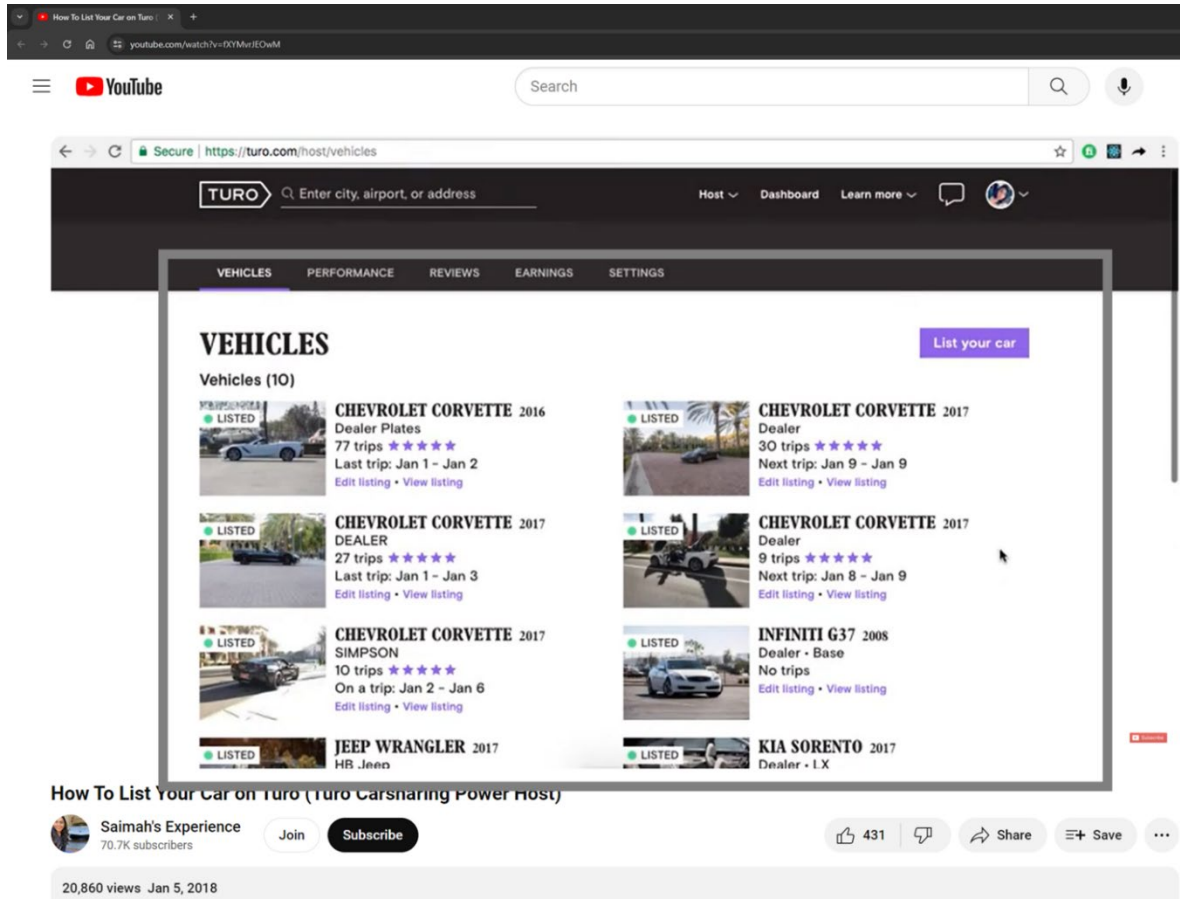 How To List Your Car on Turo (
youtube.com/watch?v=fXYMvrJEOwM
YouTube
Search
Secure | https://turo.com/host/vehicles
TURO
Enter city, airport, or address
Host
Dashboard
Learn more
VEHICLES
PERFORMANCE
REVIEWS
EARNINGS
SETTINGS
VEHICLES
List your car
Vehicles (10)
LISTED
CHEVROLET CORVETTE 2016
Dealer Plates
77 trips ★★★★★
Last trip: Jan 1 - Jan 2
Edit listing • View listing
LISTED
CHEVROLET CORVETTE 2017
Dealer
30 trips ★★★★★
Next trip: Jan 9 - Jan 9
Edit listing • View listing
LISTED
CHEVROLET CORVETTE 2017
DEALER
27 trips ★★★★★
Last trip: Jan 1 - Jan 3
Edit listing • View listing
LISTED
CHEVROLET CORVETTE 2017
Dealer
9 trips ★★★★★
Next trip: Jan 8 - Jan 9
Edit listing • View listing
LISTED
CHEVROLET CORVETTE 2017
SIMPSON
10 trips ★★★★★
On a trip: Jan 2 - Jan 6
Edit listing • View listing
LISTED
INFINITI G37 2008
Dealer • Base
No trips
Edit listing • View listing
LISTED
JEEP WRANGLER 2017
HB Jeep
LISTED
KIA SORENTO 2017
Dealer • LX
Subscribe
How To List Your Car on Turo (Turo Carsharing Power Host)
Saimah's Experience
70.7K subscribers
Join
Subscribe
431
Share
Save
20,860 views Jan 5, 2018